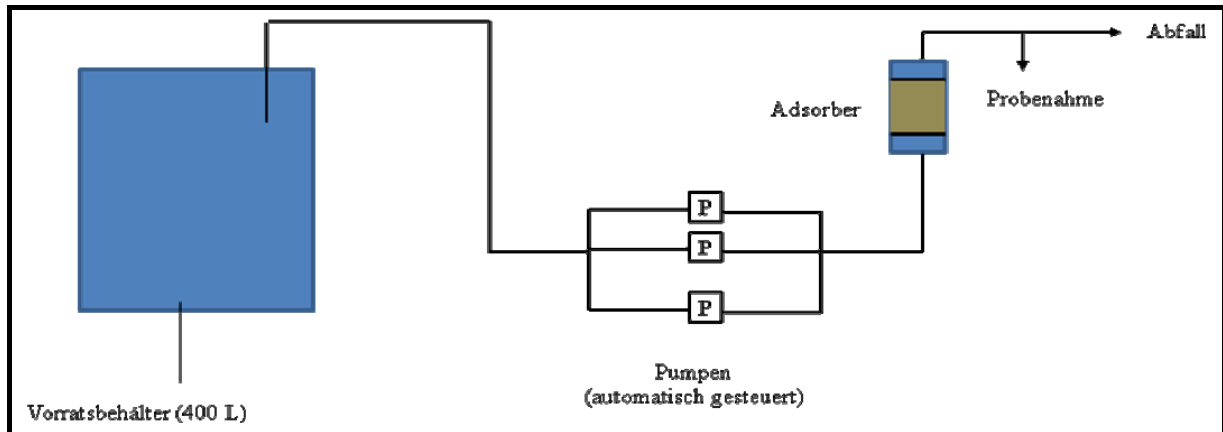 Abfall
Probenahme
Adsorber
P
P
P
Pumpen
(automatisch gesteuert)
Vorratsbehälter (400 L)